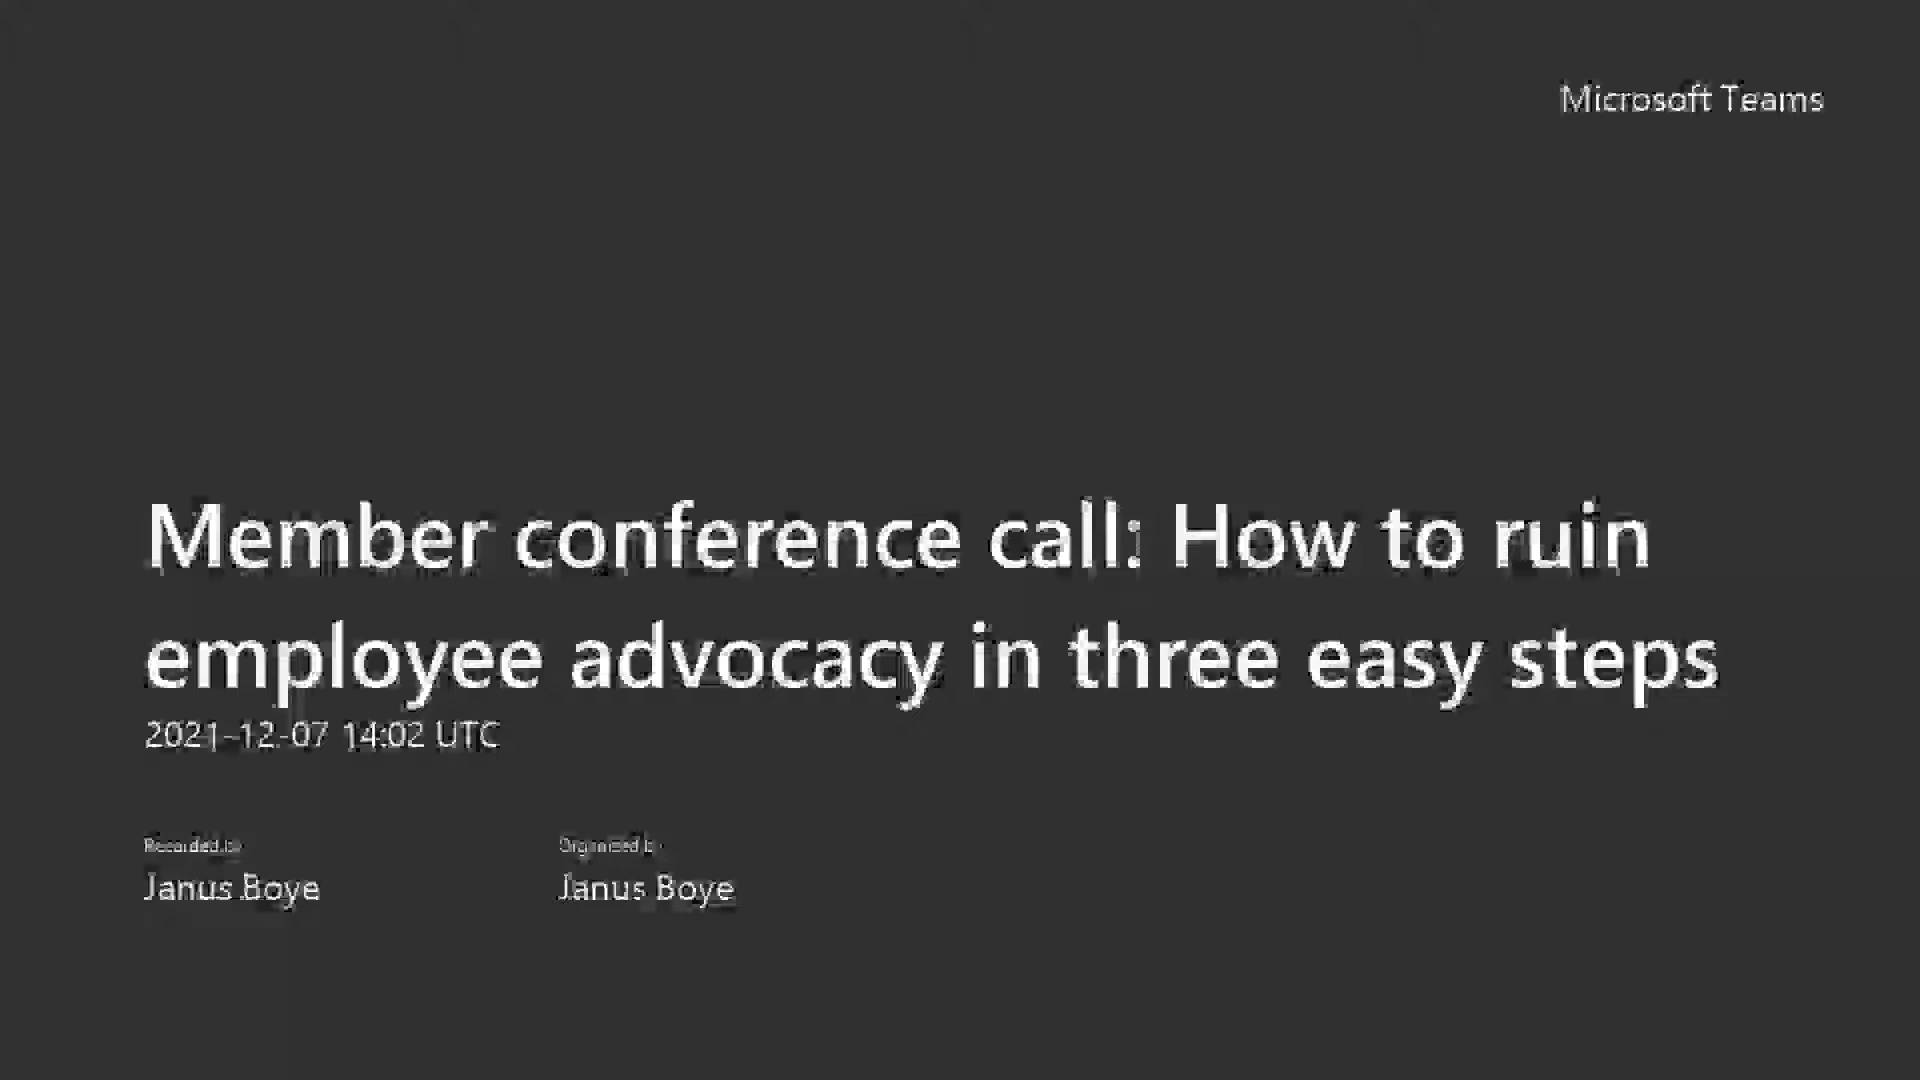 Microsoft Teams
Member conference call: How to ruin
employee advocacy in three easy steps
2021-12-07 14:02 UTC
Recorded by
Organized by
Janus Boye
Janus Boye